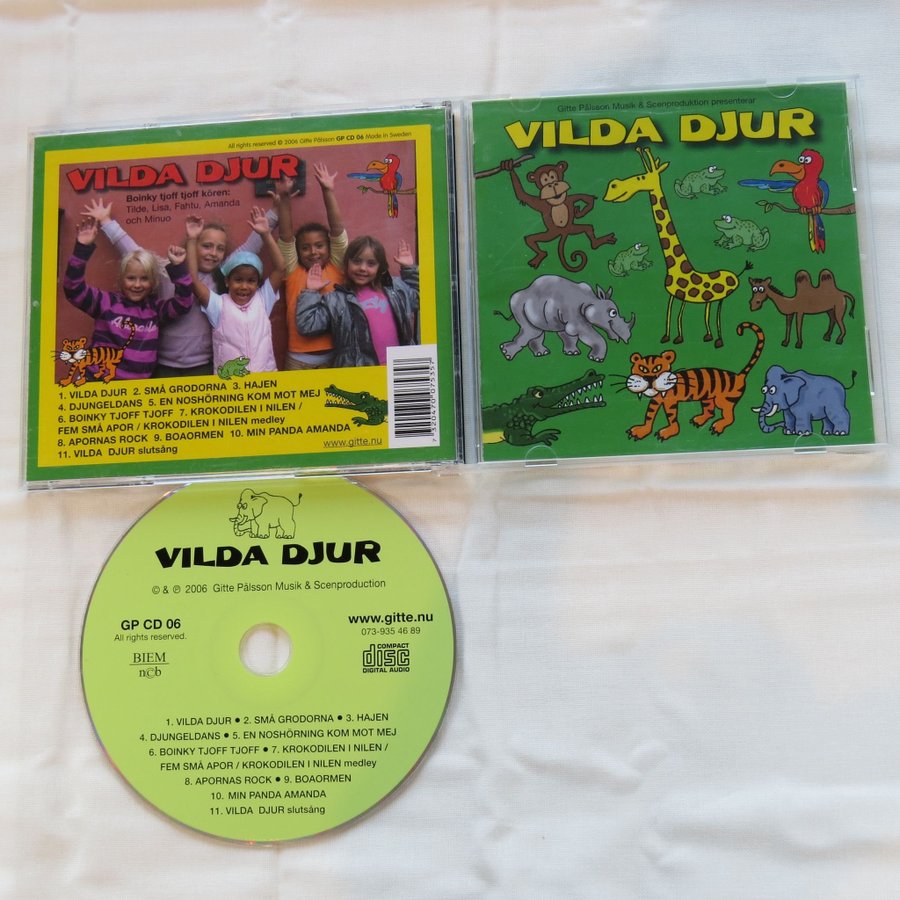 All rights reserved © 2006 Gitte Pålsson GP CD 06 Made in Sweden
VILDA DJUR
Boinky tjoff tjoff kören:
Tilde, Lisa, Fahtu, Amanda
och Minuo
1. VILDA DJUR 2. SMÅ GRODORNA 3. HAJEN
4. DJUNGELDANS 5. EN NOSHÖRNING KOM MOT MEJ
6. BOINKY TJOFF TJOFF 7. KROKODILEN I NILEN /
FEM SMÅ APOR / KROKODILEN I NILEN medley
8. APORNAS ROCK 9. BOAORMEN 10. MIN PANDA AMANDA
11. VILDA DJUR slutsång
www.gitte.nu
7 320470 075357
Gitte Pålsson Musik & Scenproduktion presenterar
VILDA DJUR
VILDA DJUR
© & ℗ 2006 Gitte Pålsson Musik & Scenproduction
GP CD 06
All rights reserved.
BIEM
n©b
www.gitte.nu
073-935 46 89
COMPACT
disc
DIGITAL AUDIO
1. VILDA DJUR ● 2. SMÅ GRODORNA ● 3. HAJEN
4. DJUNGELDANS ● 5. EN NOSHÖRNING KOM MOT MEJ
6. BOINKY TJOFF TJOFF ● 7. KROKODILEN I NILEN /
FEM SMÅ APOR / KROKODILEN I NILEN medley
8. APORNAS ROCK ● 9. BOAORMEN
10. MIN PANDA AMANDA
11. VILDA DJUR slutsång